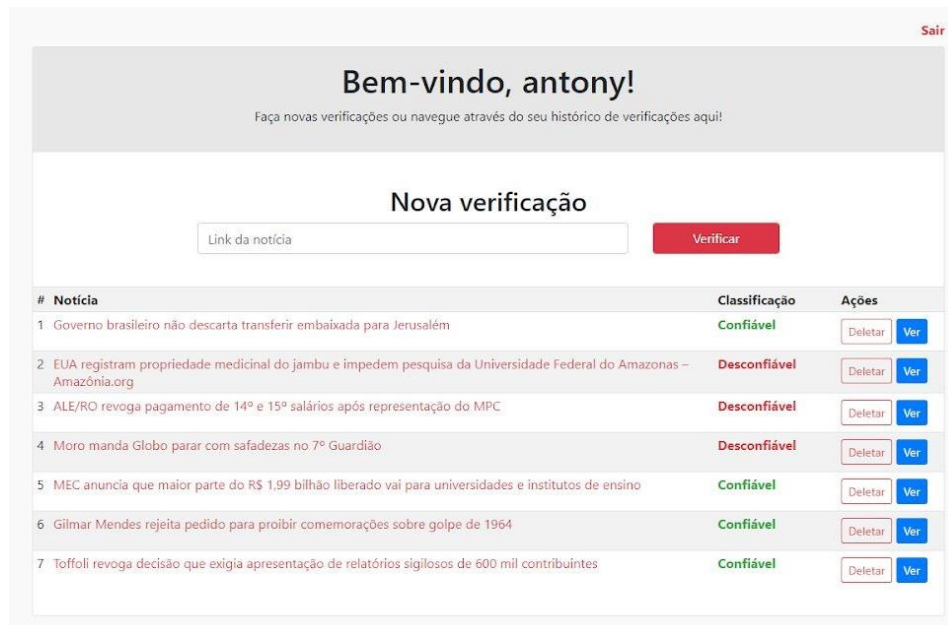 Sair
Bem-vindo, antony!
Faça novas verificações ou navegue através do seu histórico de verificações aqui!
Nova verificação
Link da notícia Verificar
# Notícia Classificação Ações
1 Governo brasileiro não descarta transferir embaixada para Jerusalém Confiável Deletar Ver
2 EUA registram propriedade medicinal do jambu e impedem pesquisa da Universidade Federal do Amazonas – Desconfiável Deletar Ver
Amazônia.org
3 ALE/RO revoga pagamento de 14º e 15º salários após representação do MPC Desconfiável Deletar Ver
4 Moro manda Globo parar com safadezas no 7º Guardião Desconfiável Deletar Ver
5 MEC anuncia que maior parte do R$ 1,99 bilhão liberado vai para universidades e institutos de ensino Confiável Deletar Ver
6 Gilmar Mendes rejeita pedido para proibir comemorações sobre golpe de 1964 Confiável Deletar Ver
7 Toffoli revoga decisão que exigia apresentação de relatórios sigilosos de 600 mil contribuintes Confiável Deletar Ver